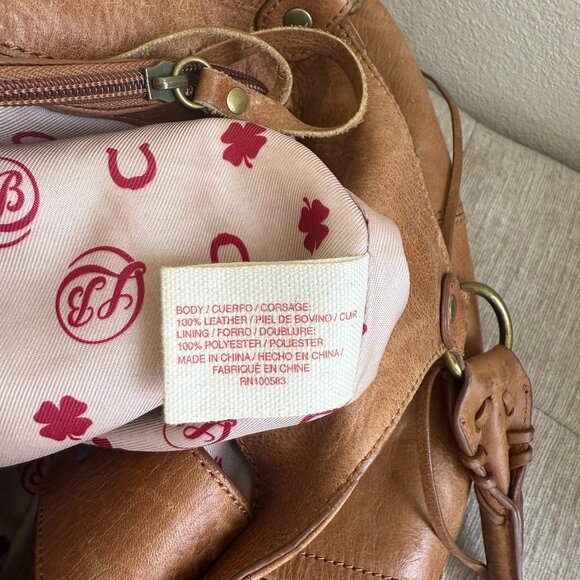 BODY / CUERPO / CORSAGE:
100% LEATHER / PIEL DE BOVINO / CUIR
LINING / FORRO / DOUBLURE:
100% POLYESTER / POLIÉSTER
MADE IN CHINA / HECHO EN CHINA /
FABRIQUÉ EN CHINE
RN100583